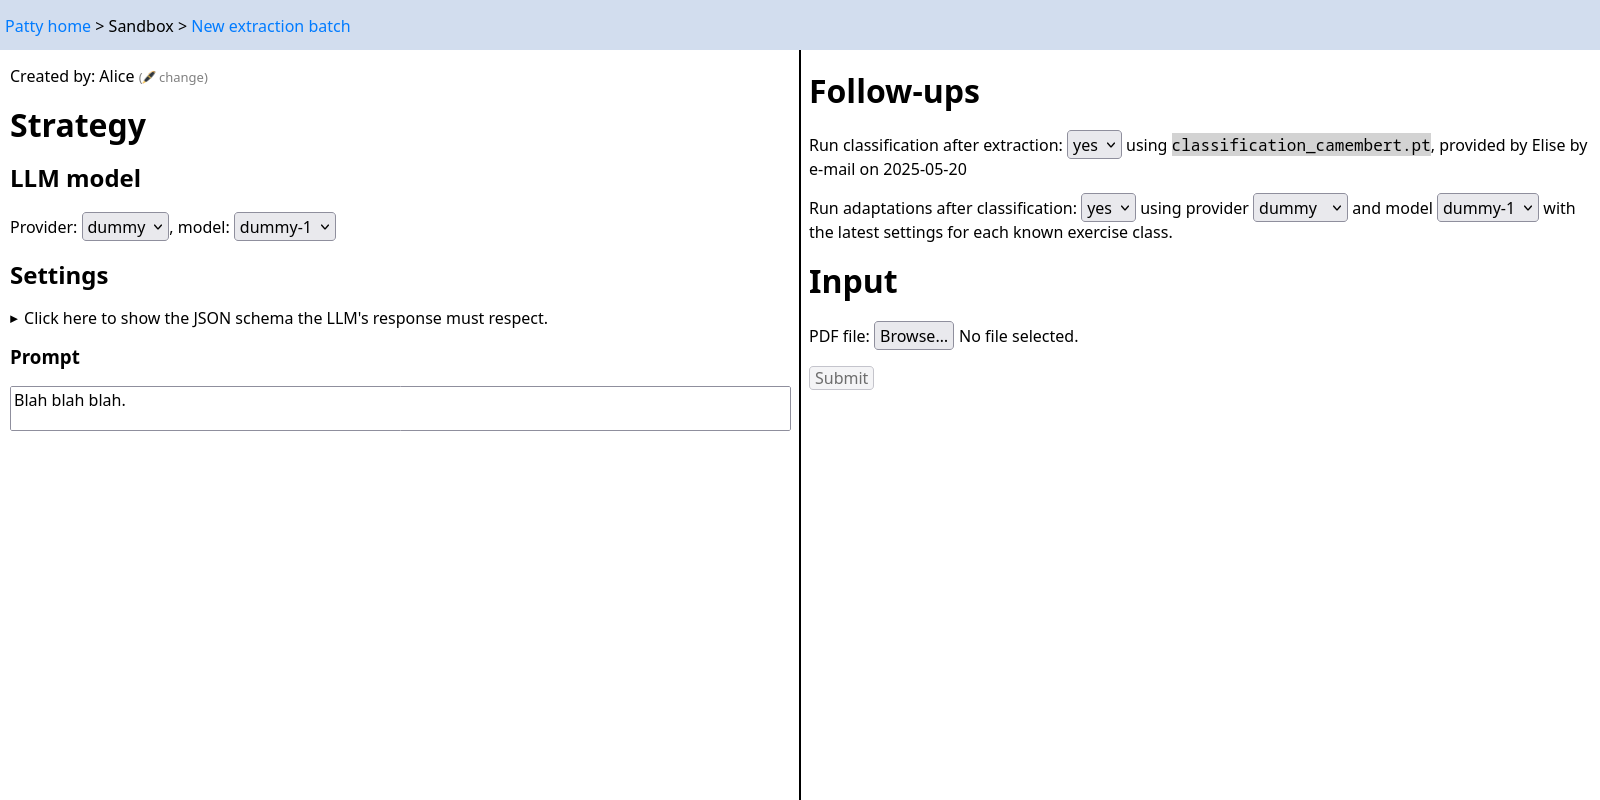 Patty home > Sandbox > New extraction batch
Created by: Alice (🖋 change)
Strategy
LLM model
Provider: dummy , model: dummy-1
Settings
▸ Click here to show the JSON schema the LLM's response must respect.
Prompt
Blah blah blah.
Follow-ups
Run classification after extraction: yes using classification_camembert.pt, provided by Elise by
e-mail on 2025-05-20
Run adaptations after classification: yes using provider dummy and model dummy-1 with
the latest settings for each known exercise class.
Input
PDF file: Browse... No file selected.
Submit